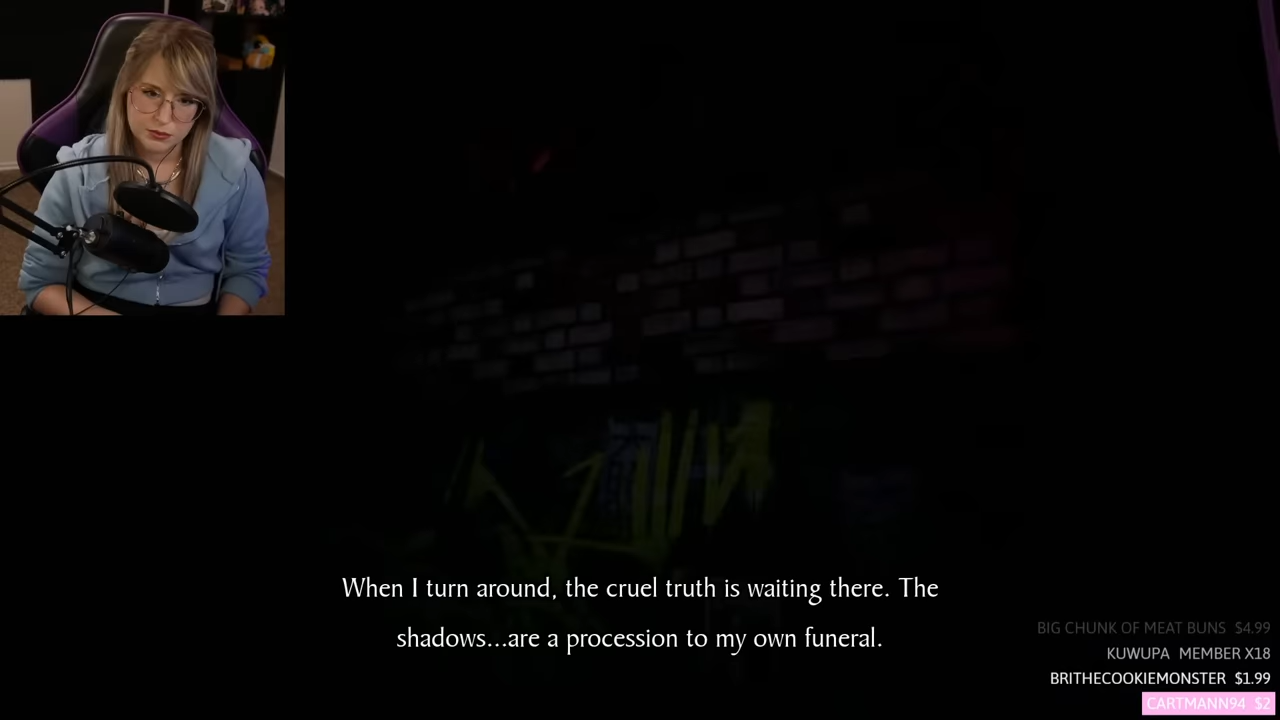 When I turn around, the cruel truth is waiting there. The
shadows...are a procession to my own funeral.
BIG CHUNK OF MEAT BUNS $4.99
KUWUPA MEMBER X18
BRITHECOOKIEMONSTER $1.99
CARTMANN94 $2